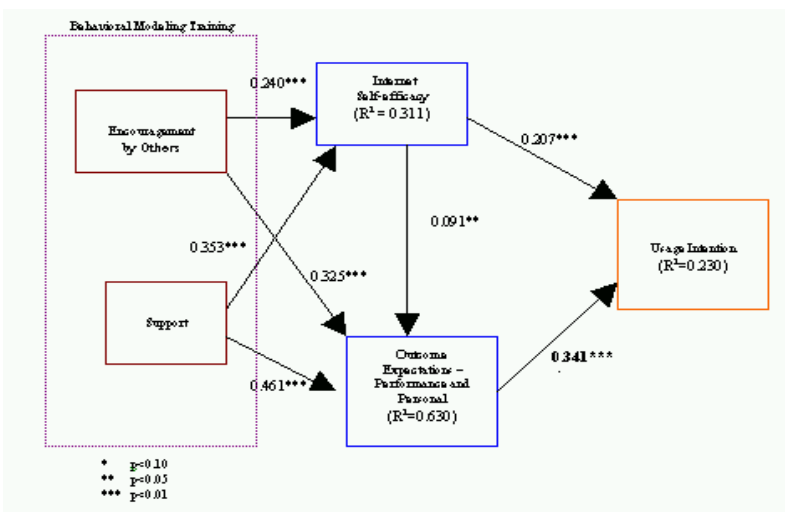 Behavioral Modeling Training
0.240***
Internet
Self-efficacy
(R² = 0.311)
Encouragement
by Others
0.207***
0.091**
Usage Intention
(R²=0.230)
0.353***
0.325***
Support
Outcome
Expectations –
Performance and
Personal
(R²=0.630)
0.341***
0.461***
* p<0.10
** p<0.05
*** p<0.01